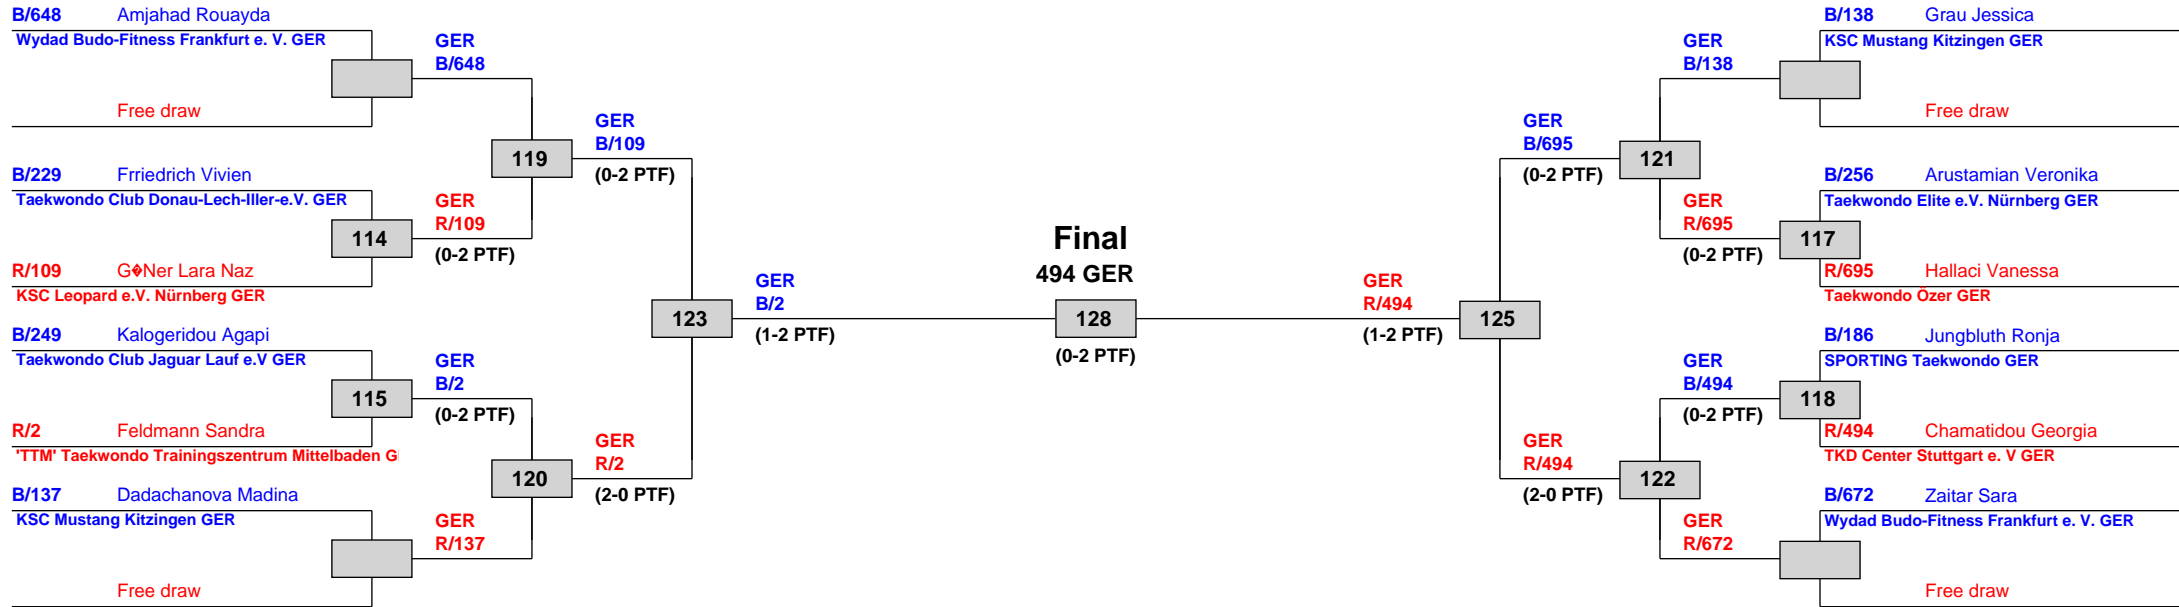 B/648 Amjahad Rouayda
Wydad Budo-Fitness Frankfurt e. V. GER
Free draw
B/229 Frriedrich Vivien
Taekwondo Club Donau-Lech-Iller-e.V. GER
R/109 G�Ner Lara Naz
KSC Leopard e.V. Nürnberg GER
B/249 Kalogeridou Agapi
Taekwondo Club Jaguar Lauf e.V GER
R/2 Feldmann Sandra
'TTM' Taekwondo Trainingszentrum Mittelbaden G
B/137 Dadachanova Madina
KSC Mustang Kitzingen GER
Free draw
GER
B/648
114
GER
R/109
(0-2 PTF)
115
GER
B/2
(0-2 PTF)
GER
R/137
119
GER
B/109
(0-2 PTF)
120
GER
R/2
(2-0 PTF)
123
GER
B/2
(1-2 PTF)
Final
494 GER
128
(0-2 PTF)
GER
R/494
(1-2 PTF)
125
GER
B/695
(0-2 PTF)
121
GER
R/494
(2-0 PTF)
122
GER
B/138
GER
R/695
(0-2 PTF)
117
GER
B/494
(0-2 PTF)
118
GER
R/672
B/138 Grau Jessica
KSC Mustang Kitzingen GER
Free draw
B/256 Arustamian Veronika
Taekwondo Elite e.V. Nürnberg GER
R/695 Hallaci Vanessa
Taekwondo Özer GER
B/186 Jungbluth Ronja
SPORTING Taekwondo GER
R/494 Chamatidou Georgia
TKD Center Stuttgart e. V GER
B/672 Zaitar Sara
Wydad Budo-Fitness Frankfurt e. V. GER
Free draw